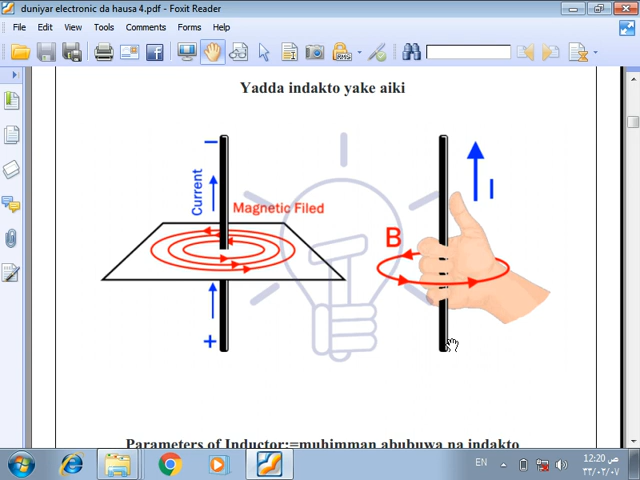 duniyar electronic da hausa 4.pdf - Foxit Reader
File Edit View Tools Comments Forms Help
Yadda indakto yake aiki
−
Current
Magnetic Filed
+
I
B
Parameters of Inductor:=muhimman abubuwa na indakto
EN
12:20 ص